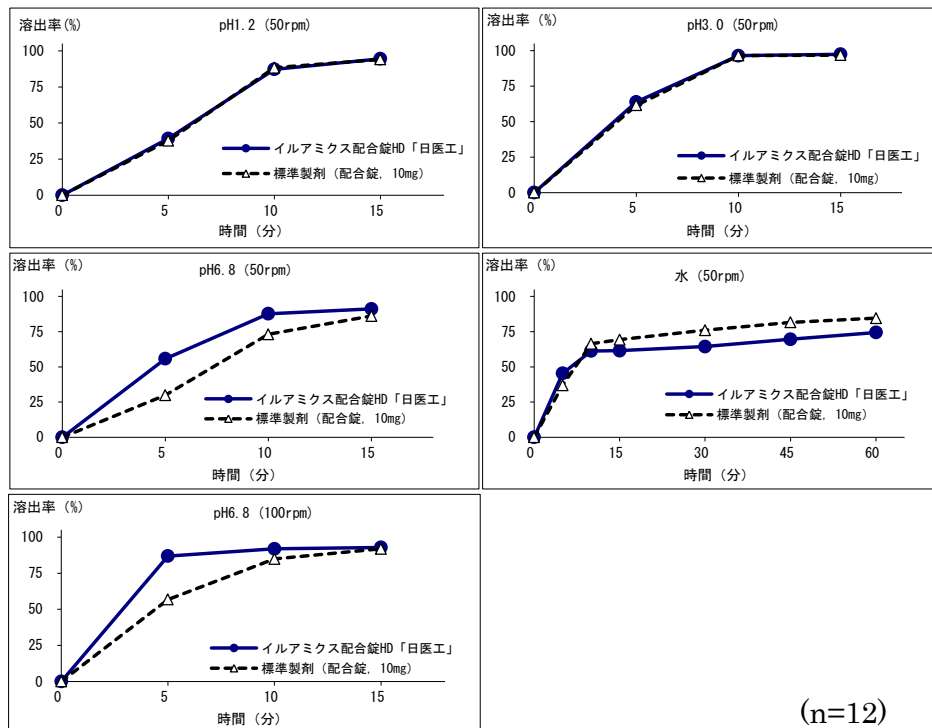 溶出率(%)
pH1.2 (50rpm)
100
75
50
25
0
イルアミクス配合錠HD「日医工」
標準製剤 (配合錠, 10mg)
0 5 10 15
時間 (分)
溶出率 (%)
pH3.0 (50rpm)
100
75
50
25
0
イルアミクス配合錠HD「日医工」
標準製剤 (配合錠, 10mg)
0 5 10 15
時間 (分)
溶出率 (%)
pH6.8 (50rpm)
100
75
50
25
0
イルアミクス配合錠HD「日医工」
標準製剤 (配合錠, 10mg)
0 5 10 15
時間 (分)
溶出率 (%)
水 (50rpm)
100
75
50
25
0
イルアミクス配合錠HD「日医工」
標準製剤 (配合錠, 10mg)
0 15 30 45 60
時間 (分)
溶出率 (%)
pH6.8 (100rpm)
100
75
50
25
0
イルアミクス配合錠HD「日医工」
標準製剤 (配合錠, 10mg)
0 5 10 15
時間 (分)
(n=12)